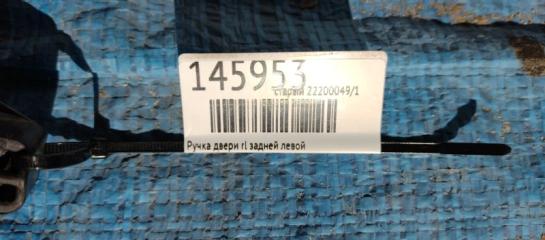 145953
старый 22200049/1
Ручка двери rl задней левой